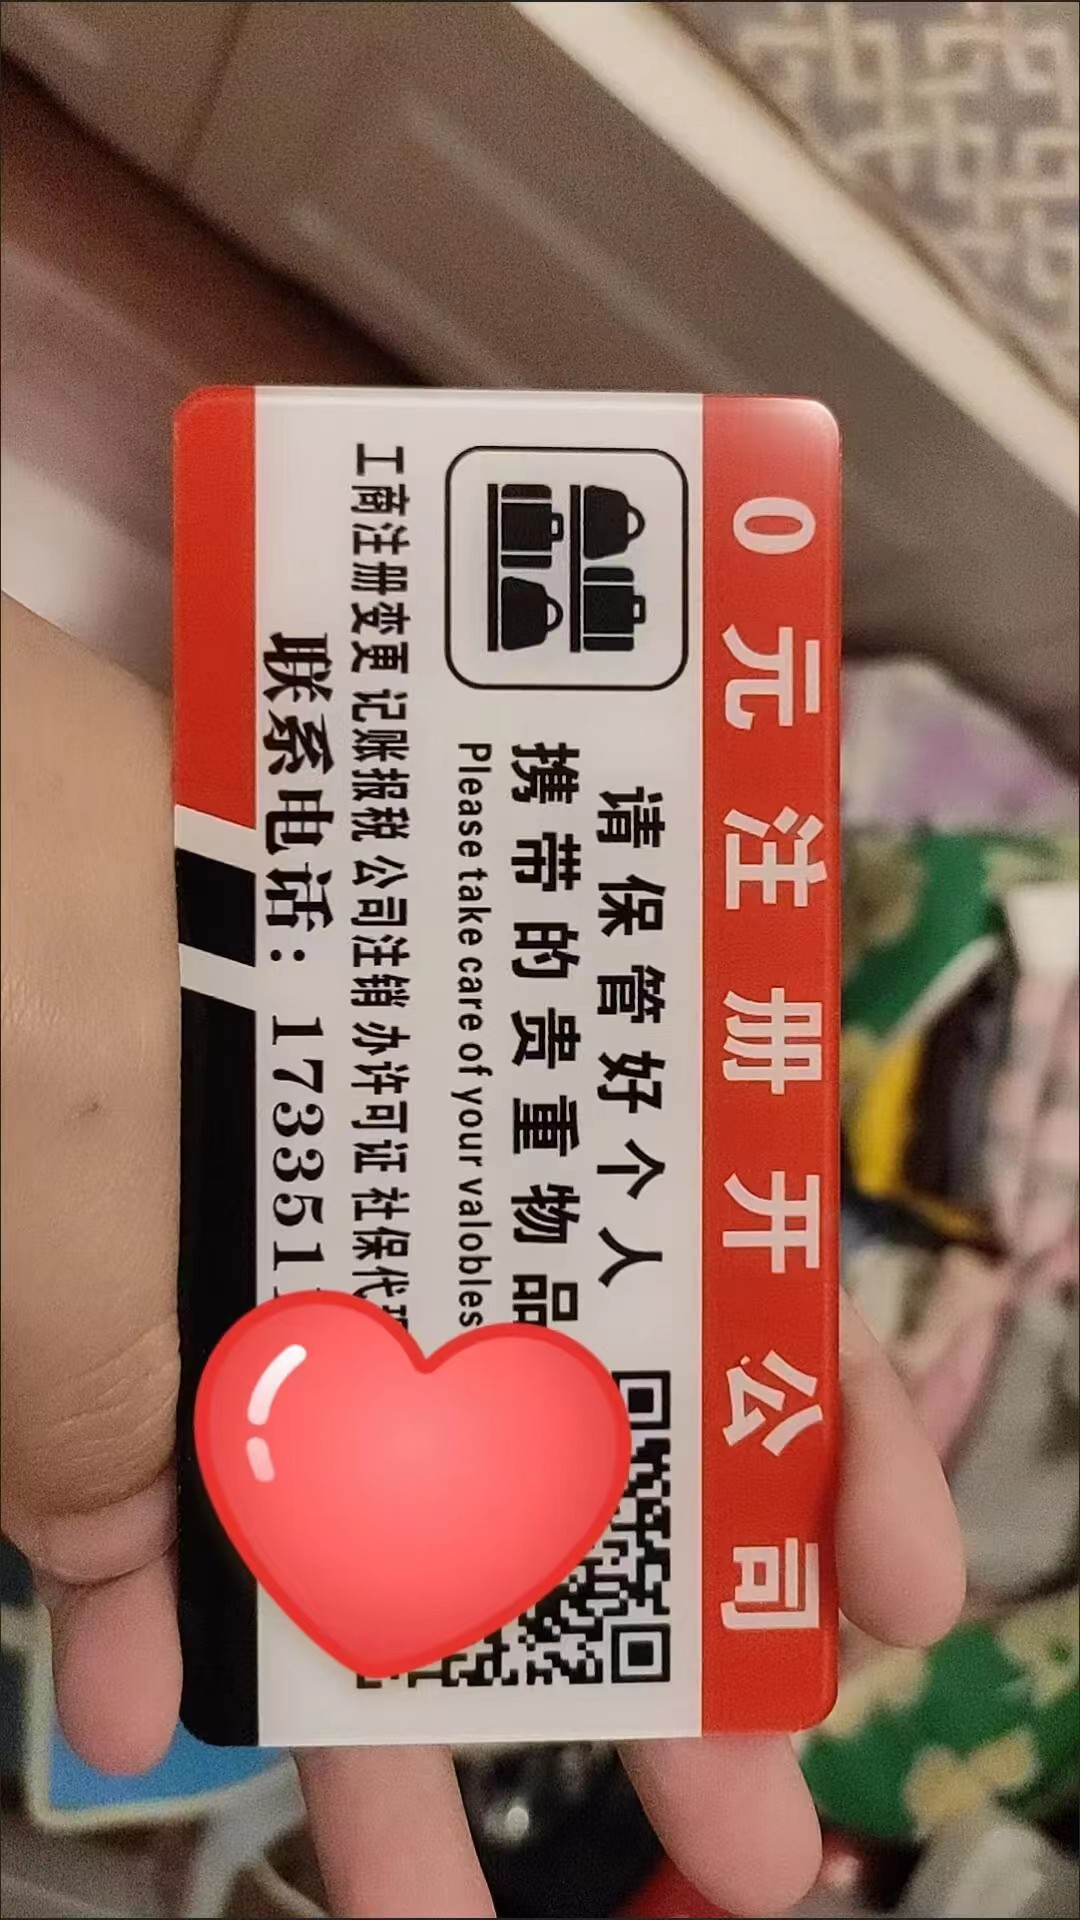 0元注册开公司
请保管好个人
携带的贵重物品
Please take care of your valobles
工商注册变更 记账报税 公司注销 办许可证 社保代
联系电话：173351